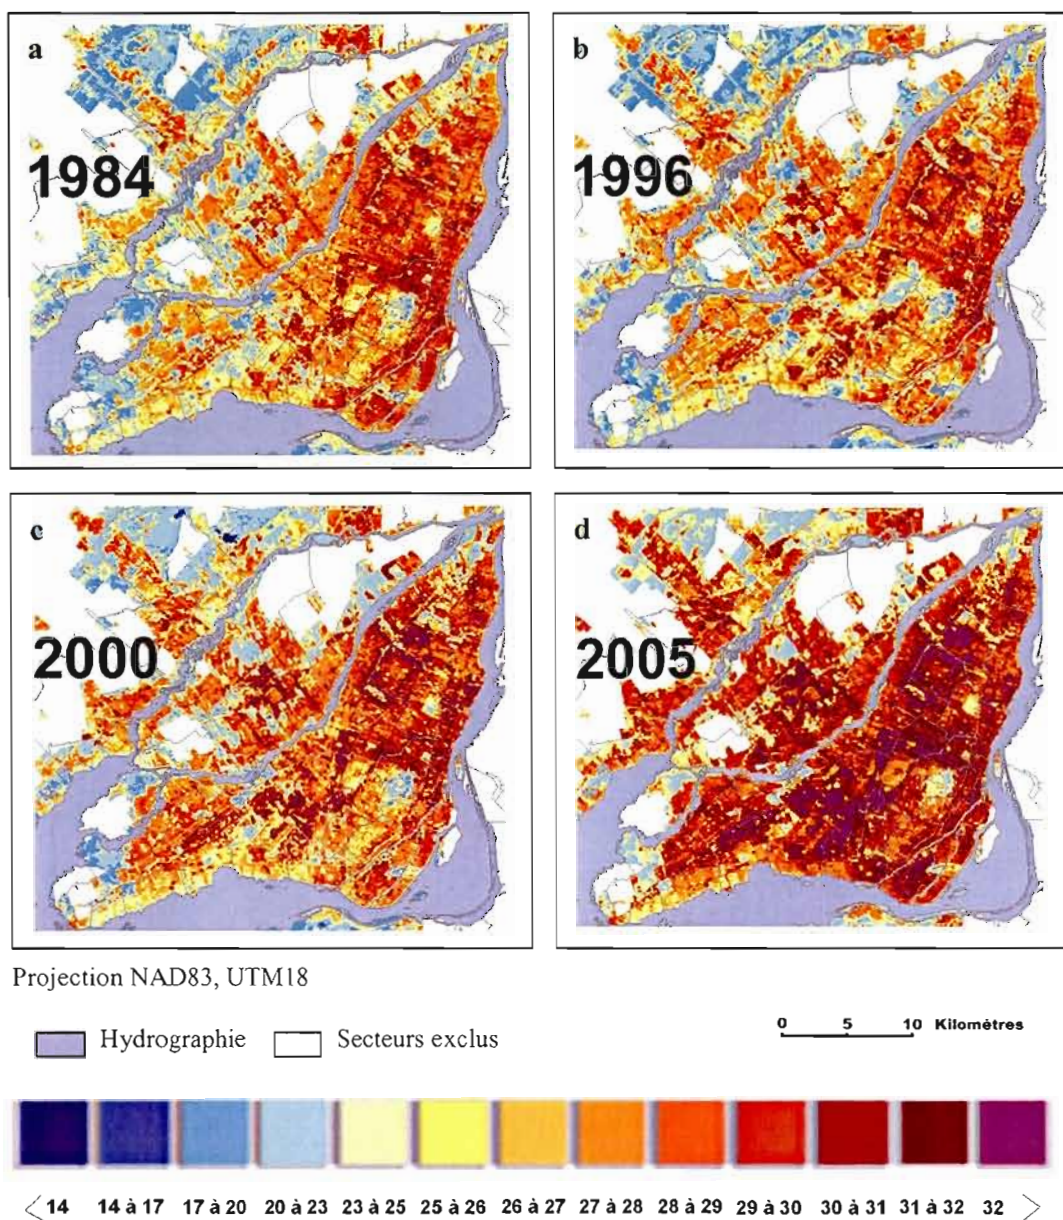 a
1984
b
1996
c
2000
d
2005
Projection NAD83, UTM18
Hydrographie
Secteurs exclus
0 5 10 Kilomètres
<14 14 à 17 17 à 20 20 à 23 23 à 25 25 à 26 26 à 27 27 à 28 28 à 29 29 à 30 30 à 31 31 à 32 32 >